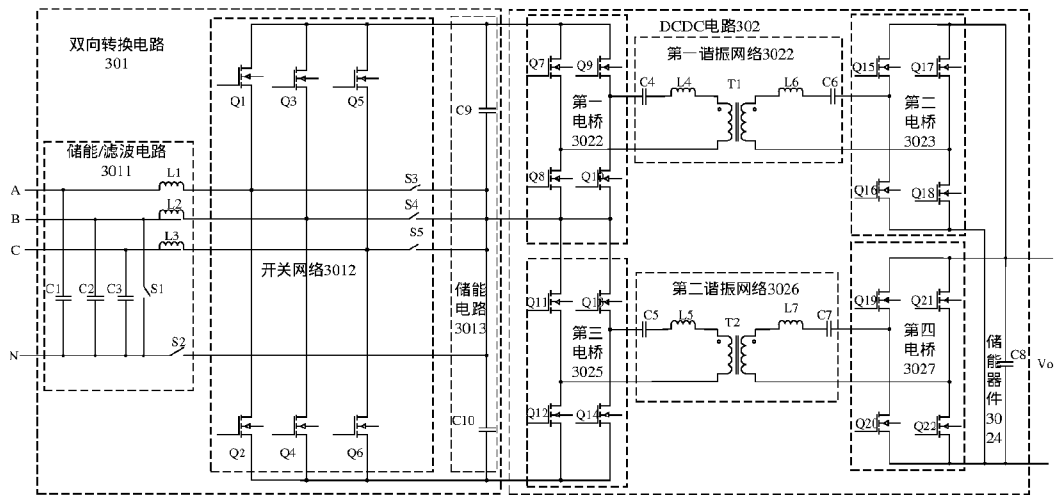 双向转换电路
301
DCDC电路302
第一谐振网络3022
Q1
Q3
Q5
C9
Q7
Q9
C4
L4
T1
L6
C6
Q15
Q17
第一
电桥
3022
第二
电桥
3023
储能/滤波电路
3011
A
L1
S3
Q8
Q16
Q18
B
L2
S4
C
L3
S5
开关网络3012
C1
C2
C3
S1
储能
电路
3013
第二谐振网络3026
Q11
C5
L5
T2
L7
C7
Q19
Q21
第三
电桥
3025
第四
电桥
3027
储能器件
3024
C8
Vo
N
S2
Q12
Q14
C10
Q20
Q22
Q2
Q4
Q6